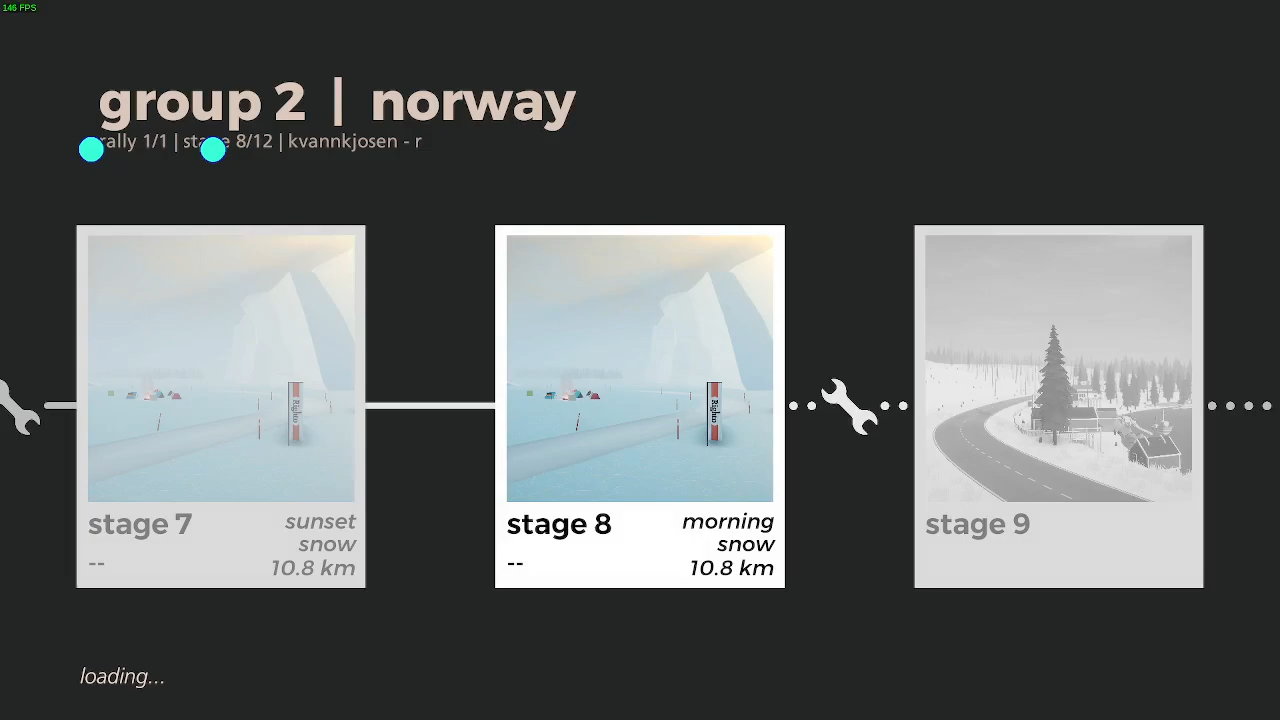 146 FPS
group 2 | norway
rally 1/1 | stage 8/12 | kvannkjosen - r
stage 7
sunset
snow
--
10.8 km
stage 8
morning
snow
--
10.8 km
stage 9
loading...